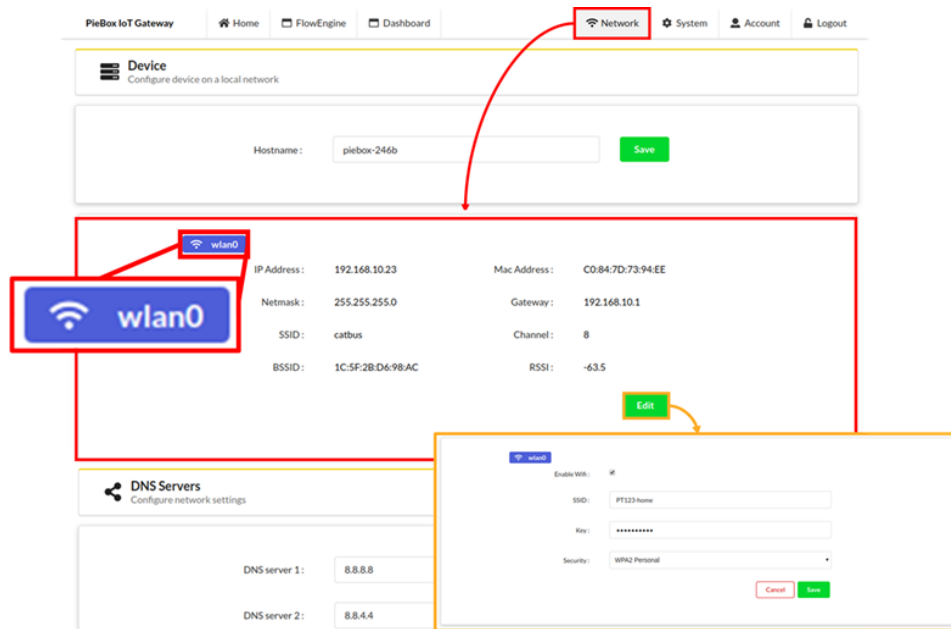 PieBox IoT Gateway Home FlowEngine Dashboard Network System Account Logout
Device
Configure device on a local network
Hostname : piebox-246b Save
wlan0
IP Address : 192.168.10.23 Mac Address : C0:84:7D:73:94:EE
wlan0
Netmask : 255.255.255.0 Gateway : 192.168.10.1
SSID : catbus Channel : 8
BSSID : 1C:5F:2B:D6:98:AC RSSI : -63.5
Edit
wlan0
Enable Wifi :
SSID : PT123-home
Key : ••••••••••
Security : WPA2 Personal
Cancel Save
DNS Servers
Configure network settings
DNS server 1 : 8.8.8.8
DNS server 2 : 8.8.4.4